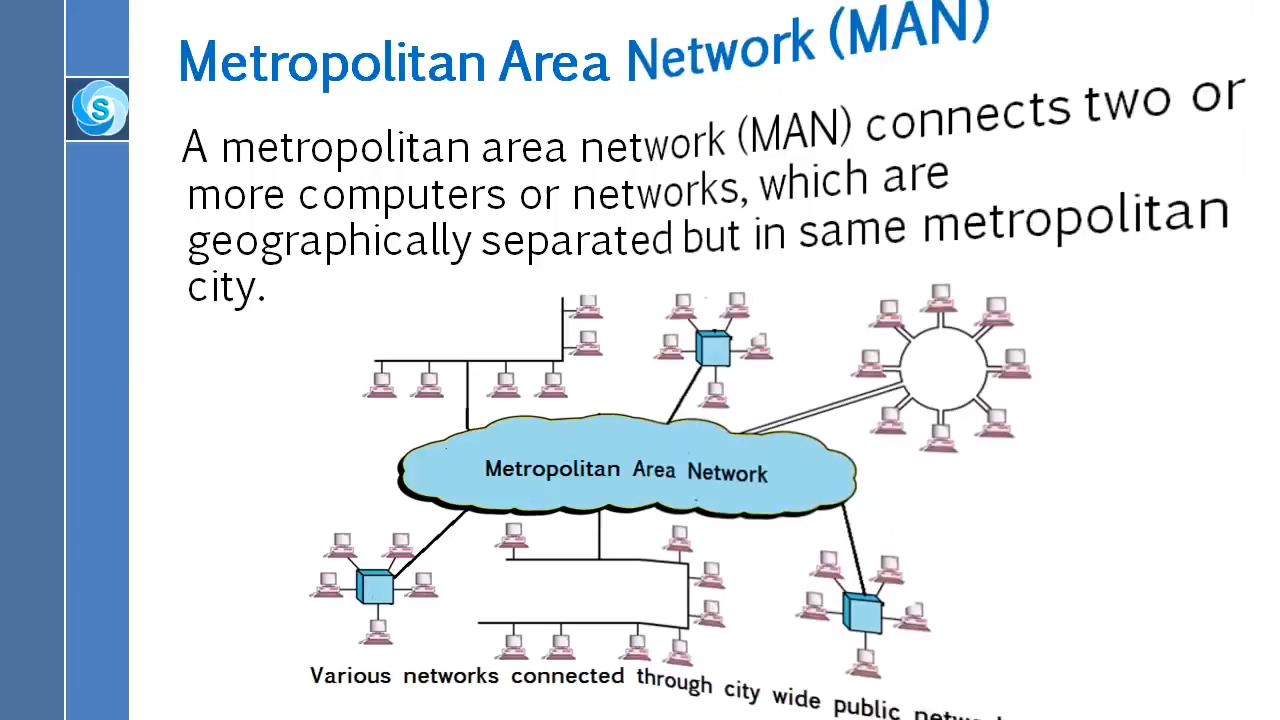 Metropolitan Area Network (MAN)
S
A metropolitan area network (MAN) connects two or
more computers or networks, which are
geographically separated but in same metropolitan
city.
Metropolitan Area Network
Various networks connected through city wide public